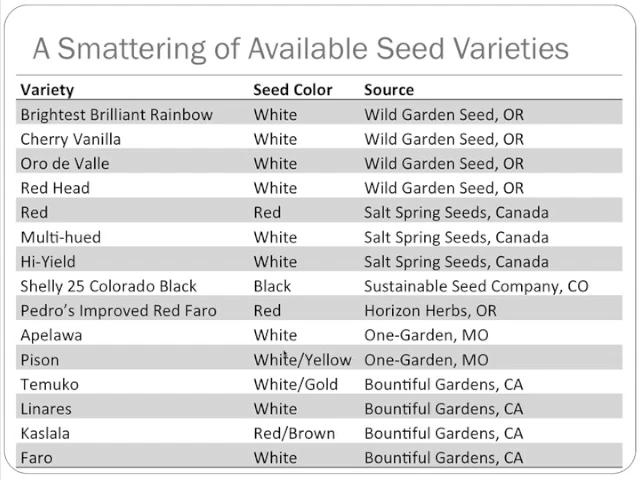 A Smattering of Available Seed Varieties
Variety Seed Color Source
Brightest Brilliant Rainbow White Wild Garden Seed, OR
Cherry Vanilla White Wild Garden Seed, OR
Oro de Valle White Wild Garden Seed, OR
Red Head White Wild Garden Seed, OR
Red Red Salt Spring Seeds, Canada
Multi-hued White Salt Spring Seeds, Canada
Hi-Yield White Salt Spring Seeds, Canada
Shelly 25 Colorado Black Black Sustainable Seed Company, CO
Pedro's Improved Red Faro Red Horizon Herbs, OR
Apelawa White One-Garden, MO
Pison White/Yellow One-Garden, MO
Temuko White/Gold Bountiful Gardens, CA
Linares White Bountiful Gardens, CA
Kaslala Red/Brown Bountiful Gardens, CA
Faro White Bountiful Gardens, CA